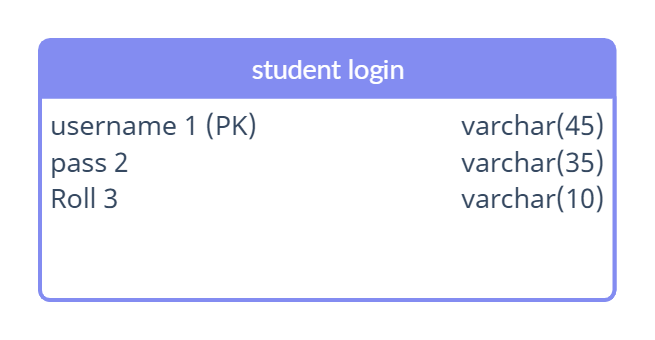 student login
username 1 (PK) varchar(45)
pass 2 varchar(35)
Roll 3 varchar(10)